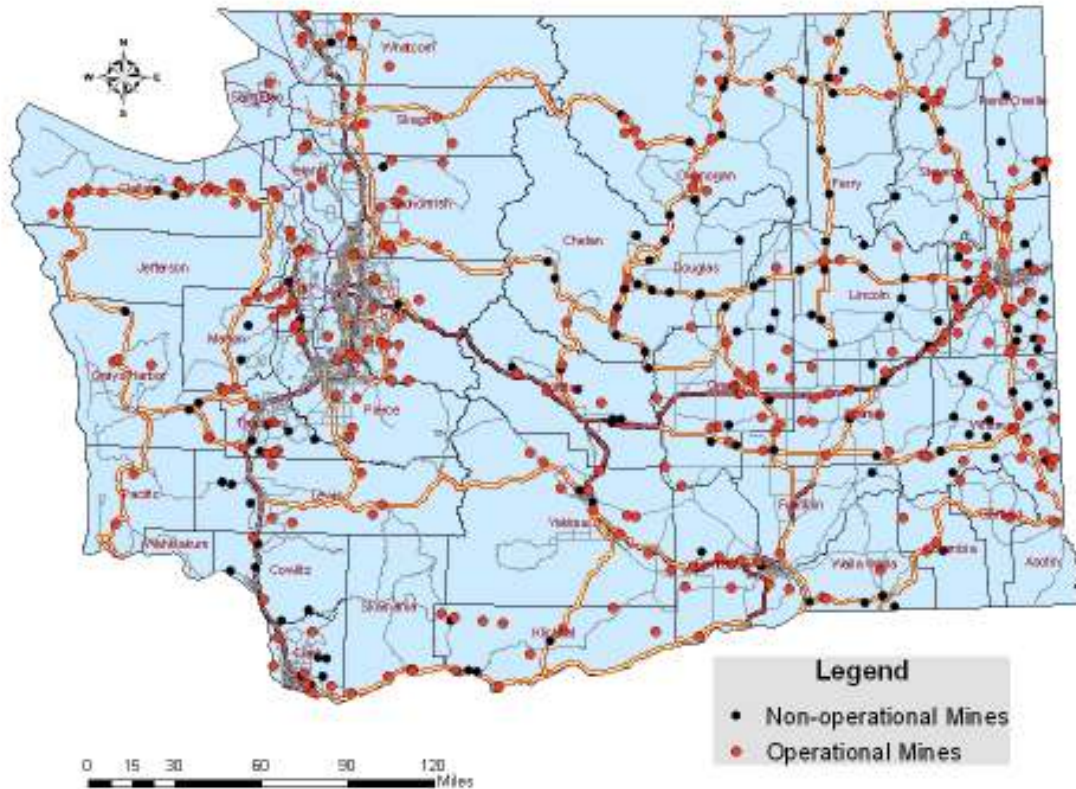 N
W E
S
Whatcom
Skagit
Okanogan
Ferry
Stevens
Pend Oreille
Clallam
Snohomish
Chelan
Douglas
Jefferson
Lincoln
Mason
Grays Harbor
Pierce
Pacific
Lewis
Yakima
Franklin
Wahkiakum
Cowlitz
Walla Walla
Columbia
Asotin
Skamania
Klickitat
Clark
Legend
Non-operational Mines
Operational Mines
0 15 30 60 90 120
Miles